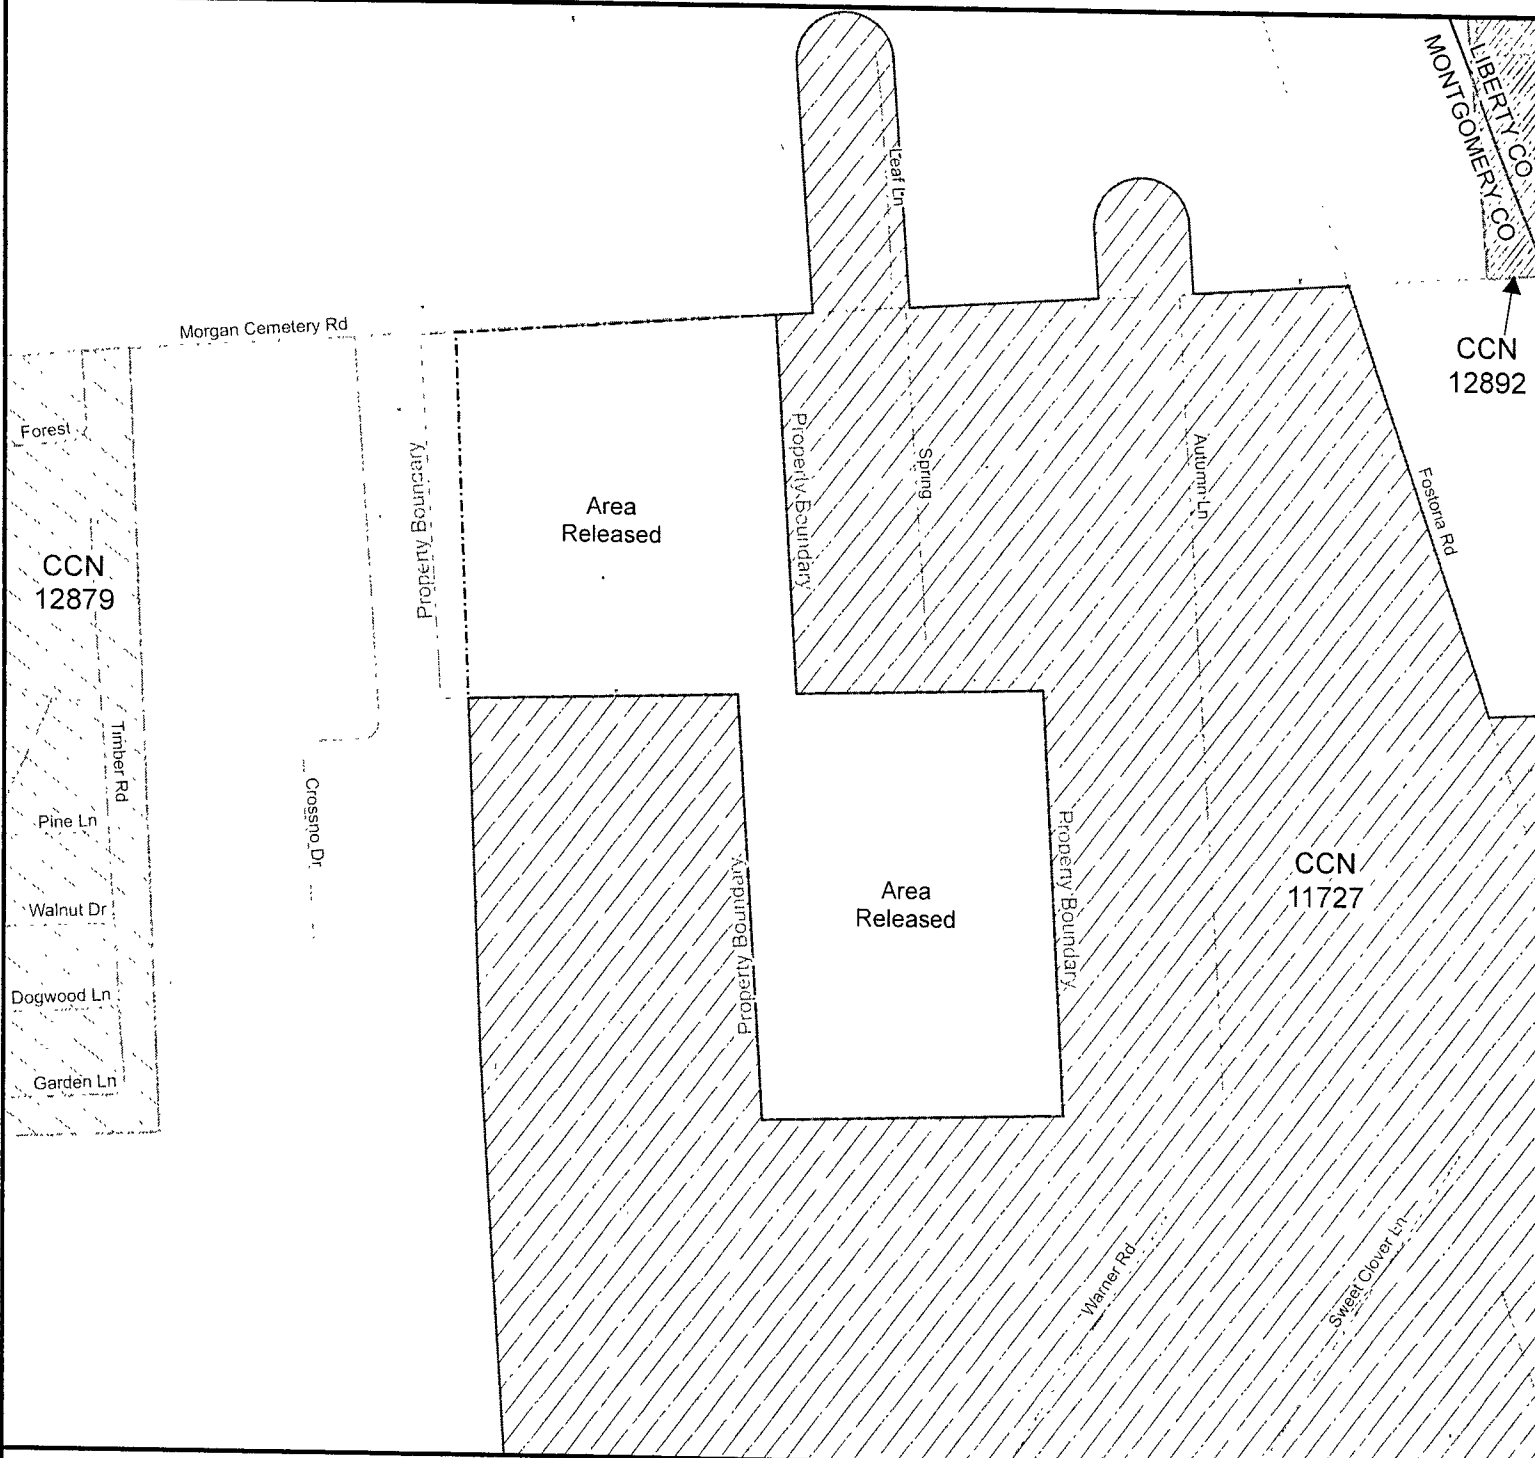 LIBERTY CO
MONTGOMERY CO
Leaf Ln
Morgan Cemetery Rd
CCN
12892
Forest
Property Boundary
Area
Released
Property Boundary
Spring
Autumn Ln
Fostoria Rd
CCN
12879
Timber Rd
Pine Ln
Crossno Dr
Walnut Dr
Dogwood Ln
Garden Ln
Property Boundary
Area
Released
Property Boundary
CCN
11727
Warner Rd
Sweet Clover Ln